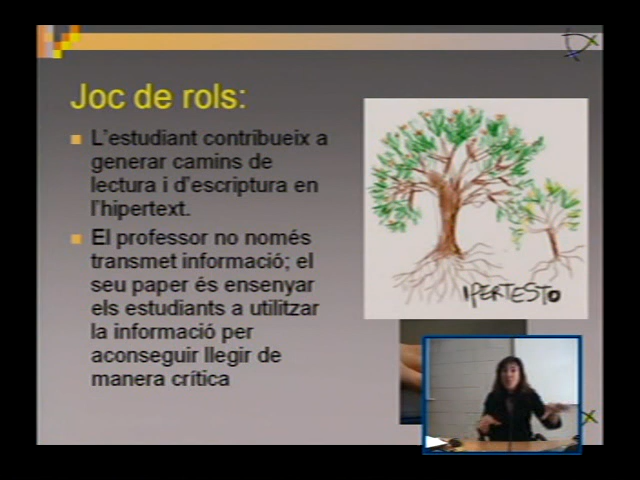 Joc de rols:
L'estudiant contribueix a
generar camins de
lectura i d'escriptura en
l'hipertext.
El professor no només
transmet informació; el
seu paper és ensenyar
els estudiants a utilitzar
la informació per
aconseguir llegir de
manera crítica
IPERTESTO